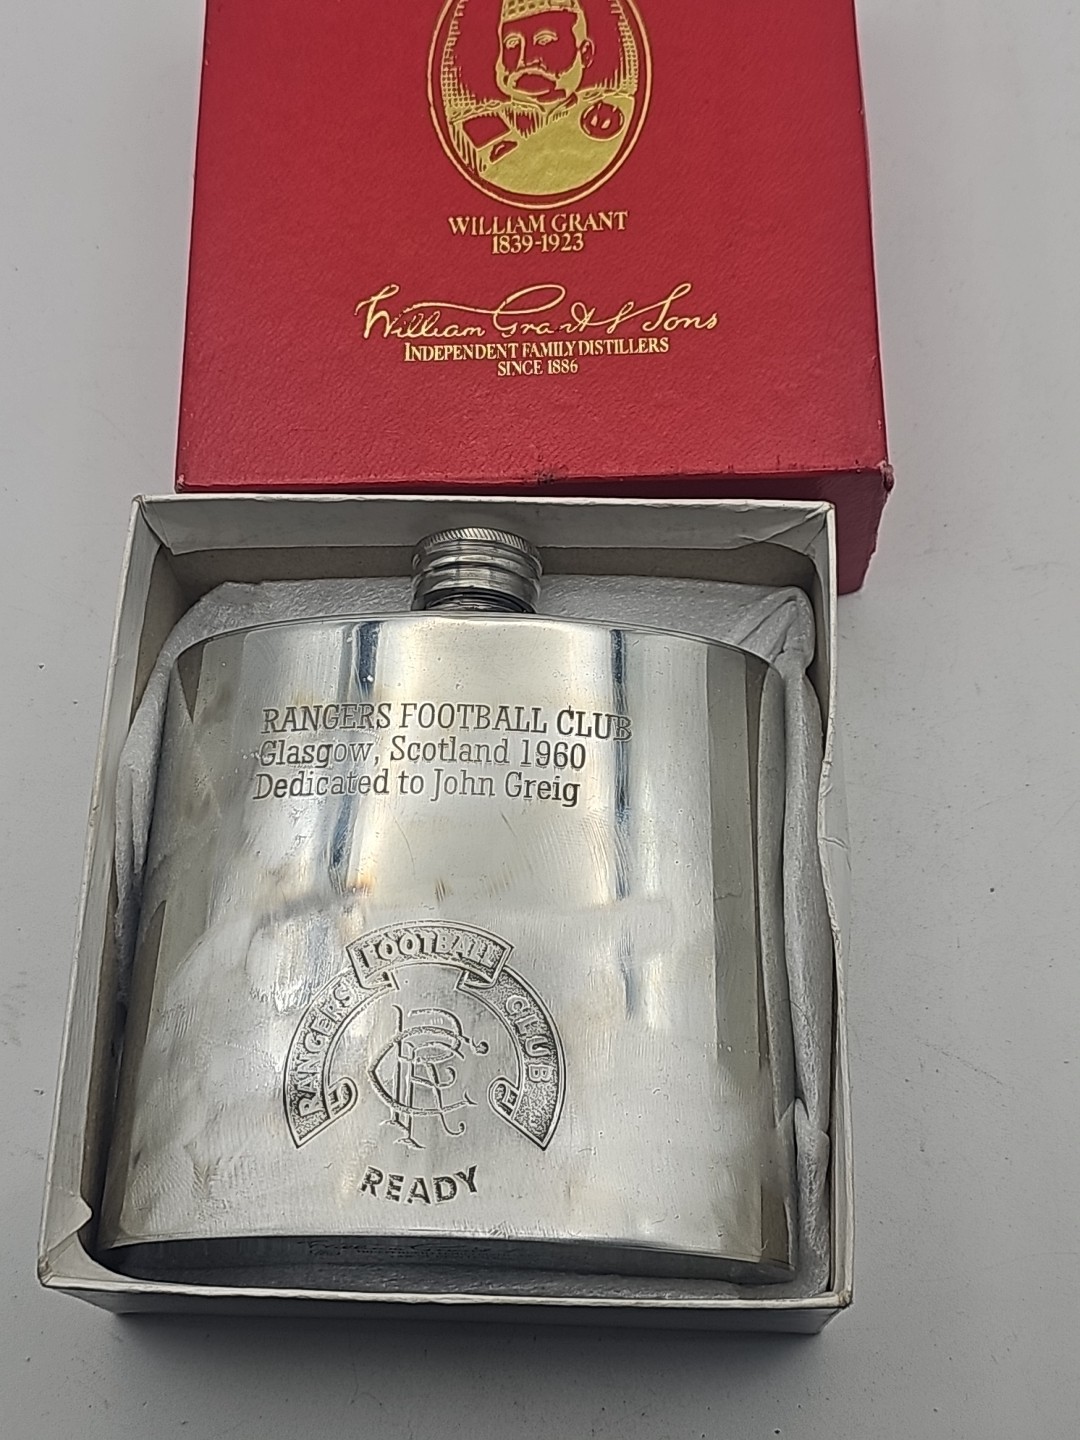 WILLIAM GRANT
1839-1923
William Grant & Sons
INDEPENDENT FAMILY DISTILLERS
SINCE 1886
RANGERS FOOTBALL CLUB
Glasgow, Scotland 1960
Dedicated to John Greig
RANGERS FOOTBALL CLUB
RFC
READY